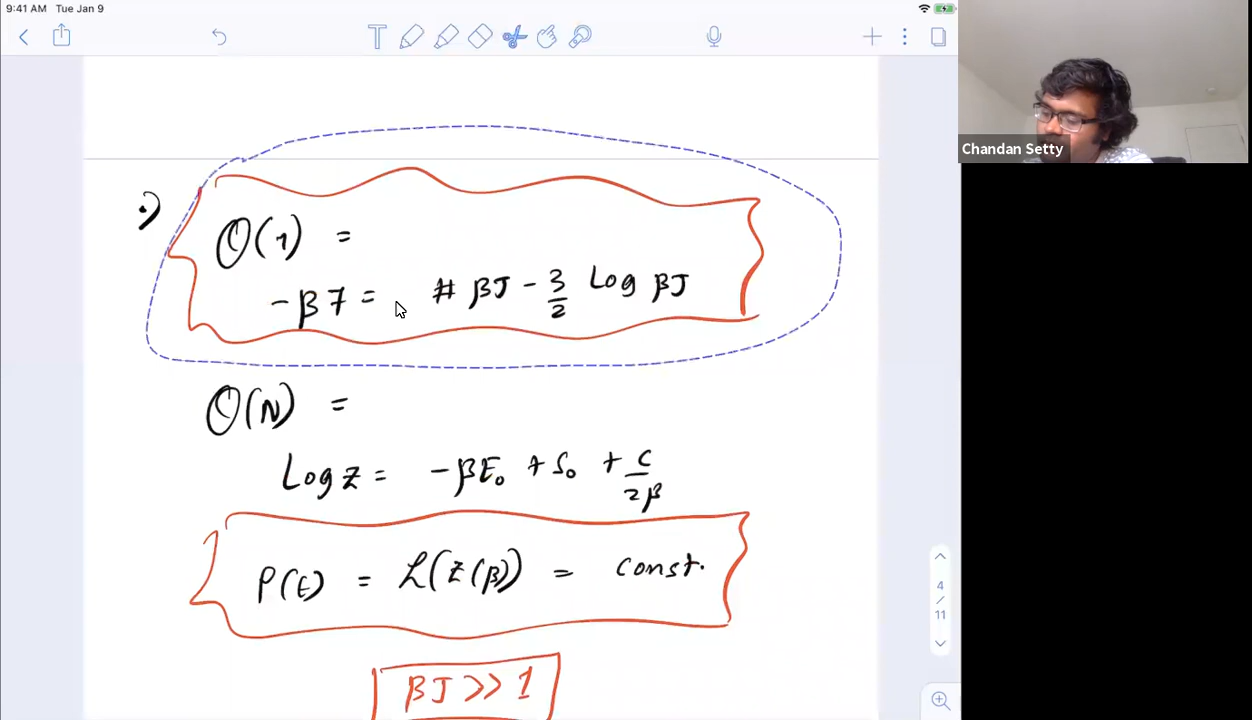 9:41 AM Tue Jan 9
Chandan Setty
•)
O(1) =
-βF = # βJ - 3/2 Log βJ
O(N) =
Log Z = -βE₀ + S₀ + c/2β
ρ(E) = ℒ(Z(β)) = const.
βJ >> 1
4
/
11